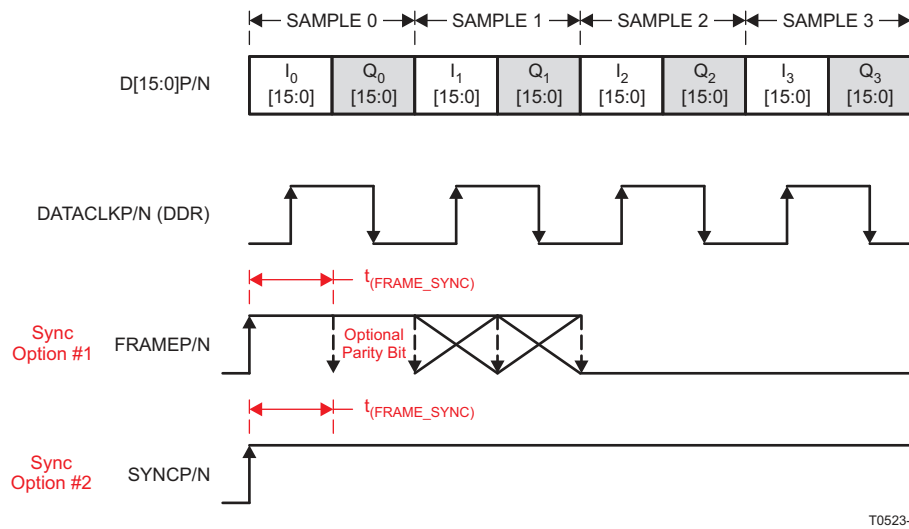 SAMPLE 0 SAMPLE 1 SAMPLE 2 SAMPLE 3
D[15:0]P/N
I0 [15:0]
Q0 [15:0]
I1 [15:0]
Q1 [15:0]
I2 [15:0]
Q2 [15:0]
I3 [15:0]
Q3 [15:0]
DATACLKP/N (DDR)
t(FRAME_SYNC)
Sync
Option #1
FRAMEP/N
Optional
Parity Bit
t(FRAME_SYNC)
Sync
Option #2
SYNCP/N
T0523-